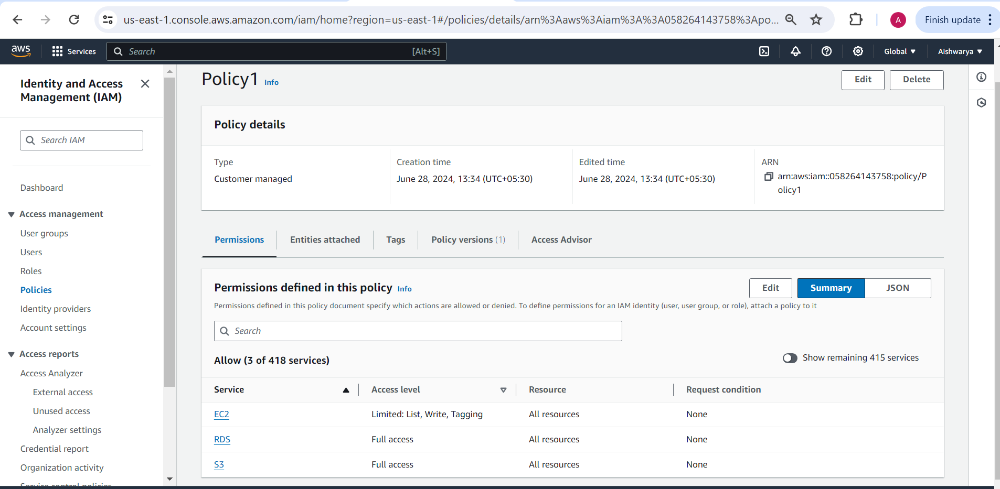 us-east-1.console.aws.amazon.com/iam/home?region=us-east-1#/policies/details/arn%3Aaws%3Aiam%3A%3A058264143758%3Apo...
A
Finish update
aws
Services
Search
[Alt+S]
Global
Aishwarya
Identity and Access
Management (IAM)
Search IAM
Dashboard
Access management
User groups
Users
Roles
Policies
Identity providers
Account settings
Access reports
Access Analyzer
External access
Unused access
Analyzer settings
Credential report
Organization activity
Service control policies
Policy1 Info
Edit
Delete
Policy details
Type
Customer managed
Creation time
June 28, 2024, 13:34 (UTC+05:30)
Edited time
June 28, 2024, 13:34 (UTC+05:30)
ARN
arn:aws:iam::058264143758:policy/P
olicy1
Permissions
Entities attached
Tags
Policy versions (1)
Access Advisor
Permissions defined in this policy Info
Edit
Summary
JSON
Permissions defined in this policy document specify which actions are allowed or denied. To define permissions for an IAM identity (user, user group, or role), attach a policy to it
Search
Allow (3 of 418 services)
Show remaining 415 services
Service Access level Resource Request condition
EC2 Limited: List, Write, Tagging All resources None
RDS Full access All resources None
S3 Full access All resources None